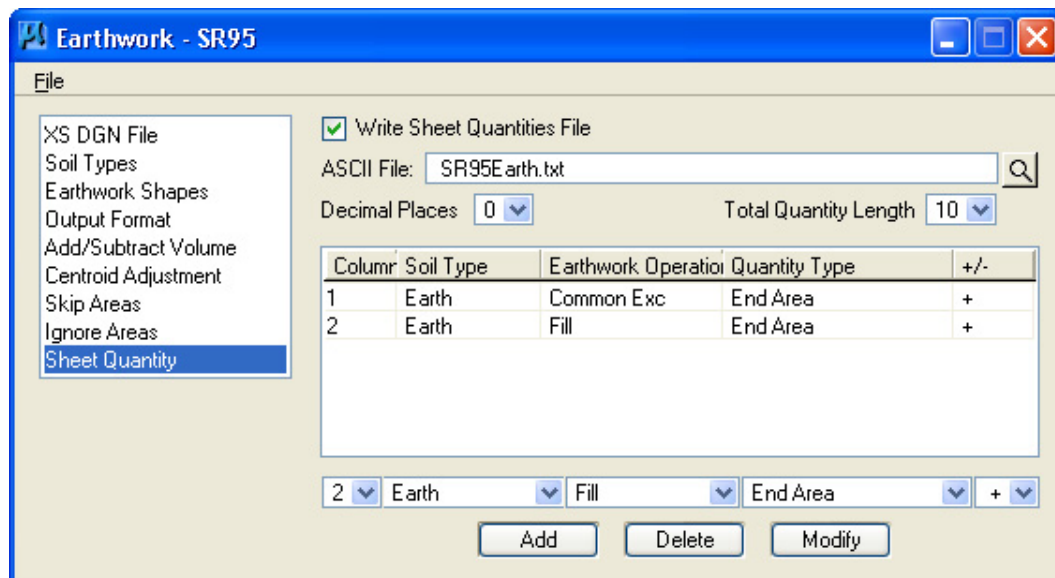 Earthwork - SR95
File
XS DGN File
Soil Types
Earthwork Shapes
Output Format
Add/Subtract Volume
Centroid Adjustment
Skip Areas
Ignore Areas
Sheet Quantity
Write Sheet Quantities File
ASCII File: SR95Earth.txt
Decimal Places 0 Total Quantity Length 10
Column Soil Type Earthwork Operation Quantity Type +/-
1 Earth Common Exc End Area +
2 Earth Fill End Area +
2 Earth Fill End Area +
Add Delete Modify